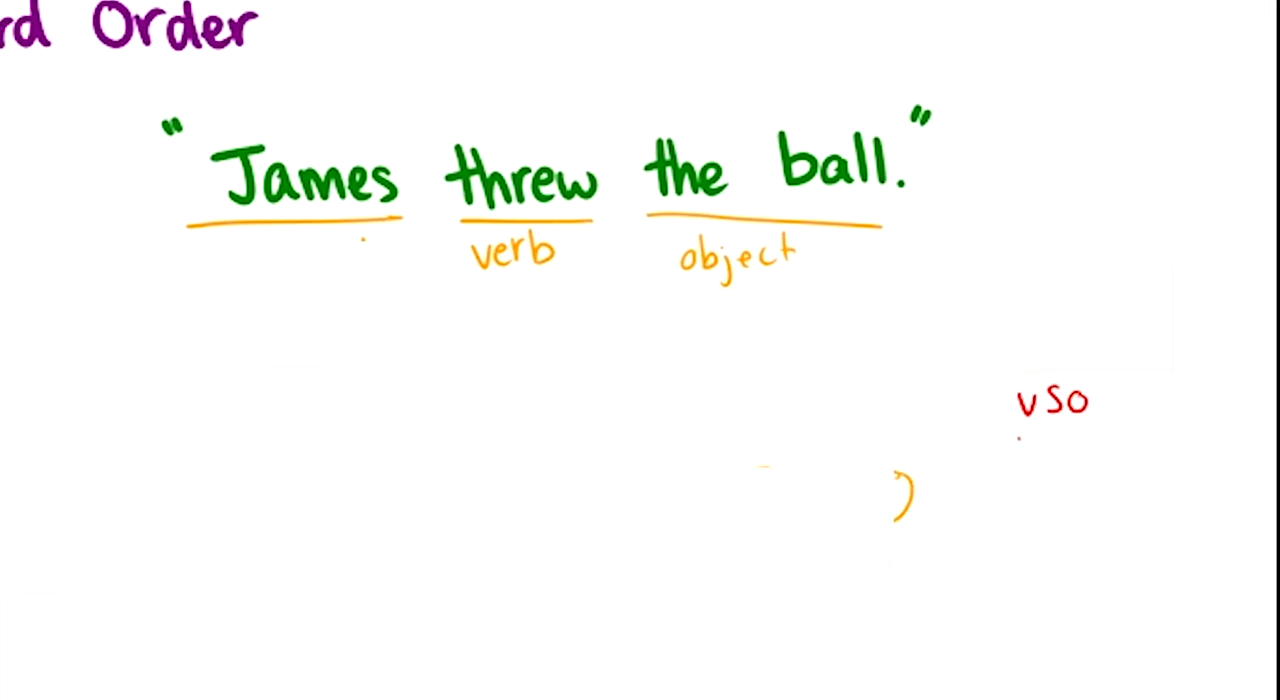 rd Order
"James threw the ball."
verb object
VSO
)